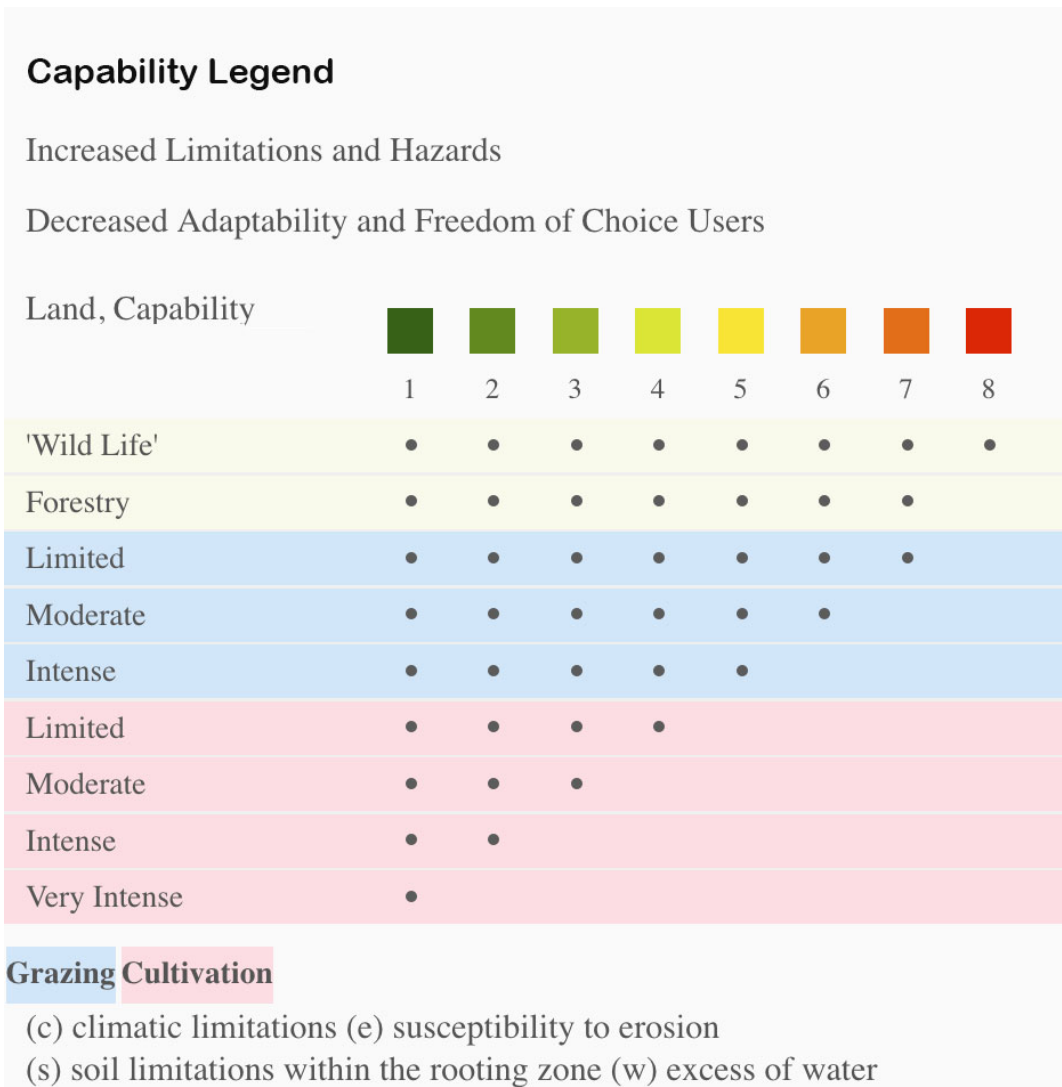 Capability Legend
Increased Limitations and Hazards
Decreased Adaptability and Freedom of Choice Users
Land, Capability
1 2 3 4 5 6 7 8
'Wild Life' • • • • • • • •
Forestry • • • • • • •
Limited • • • • • • •
Moderate • • • • • •
Intense • • • • •
Limited • • • •
Moderate • • •
Intense • •
Very Intense •
Grazing Cultivation
(c) climatic limitations (e) susceptibility to erosion
(s) soil limitations within the rooting zone (w) excess of water